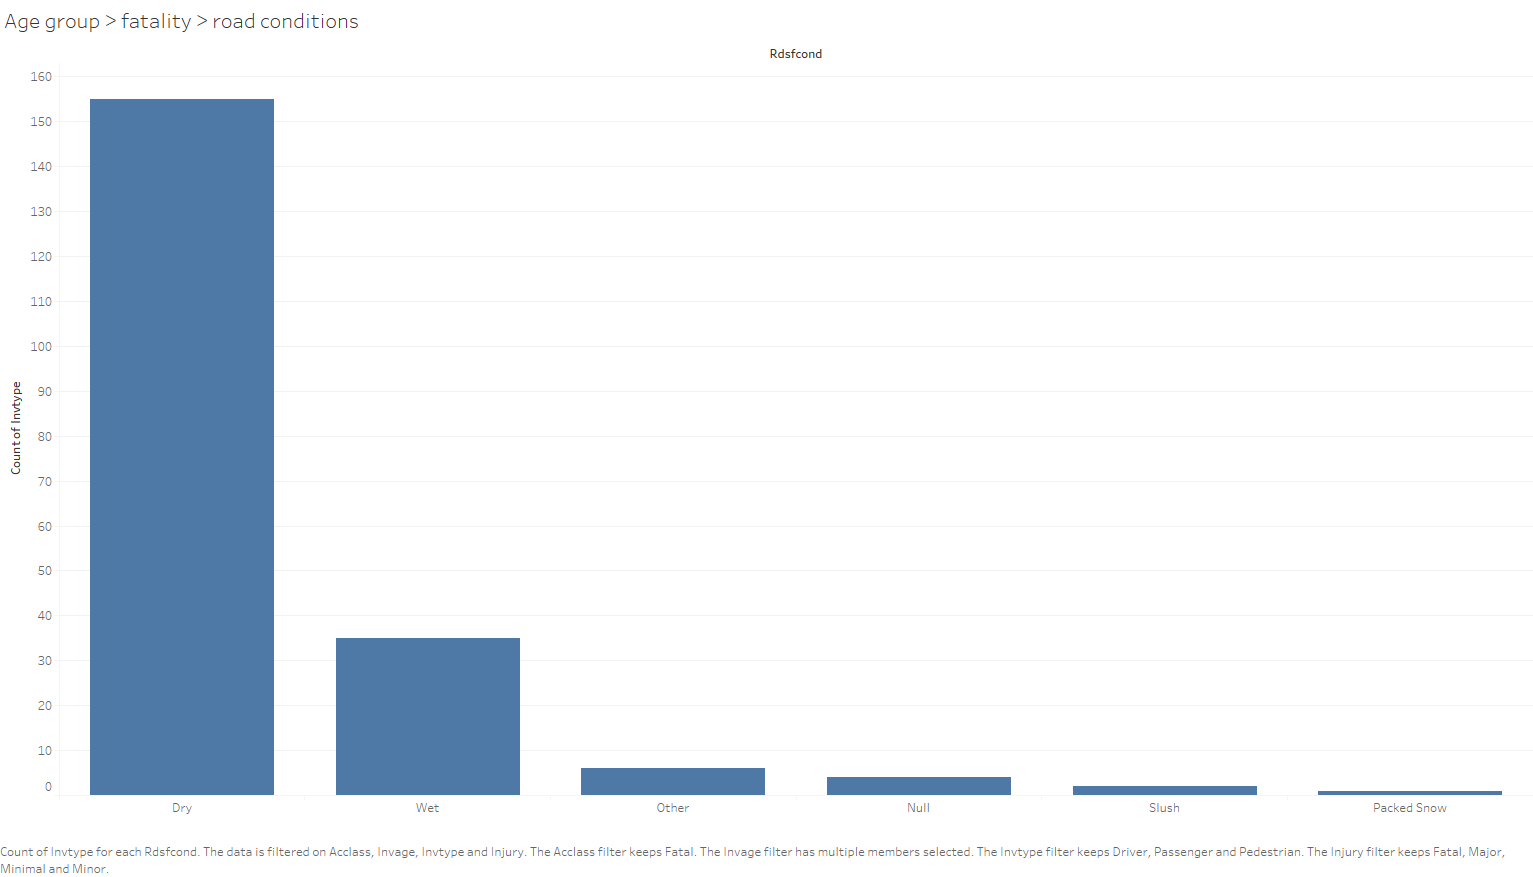 Age group > fatality > road conditions
Rdsfcond
160
150
140
130
120
110
100
90
80
70
60
50
40
30
20
10
0
Count of Invtype
Dry Wet Other Null Slush Packed Snow
Count of Invtype for each Rdsfcond. The data is filtered on Acclass, Invage, Invtype and Injury. The Acclass filter keeps Fatal. The Invage filter has multiple members selected. The Invtype filter keeps Driver, Passenger and Pedestrian. The Injury filter keeps Fatal, Major,
Minimal and Minor.